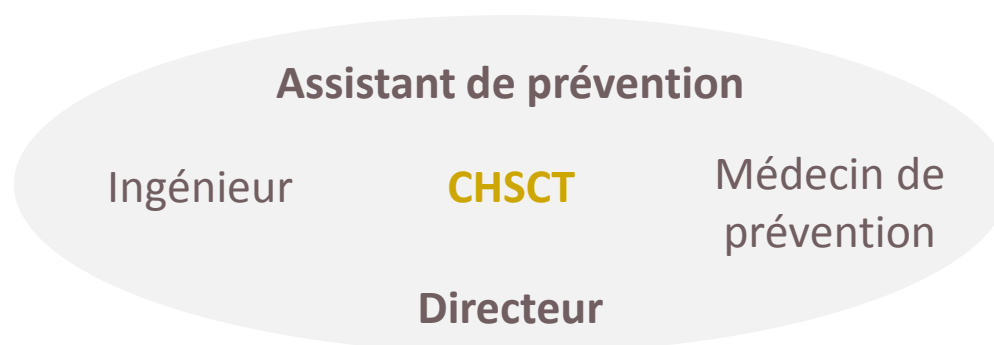 Assistant de prévention
Ingénieur
CHSCT
Médecin de
prévention
Directeur